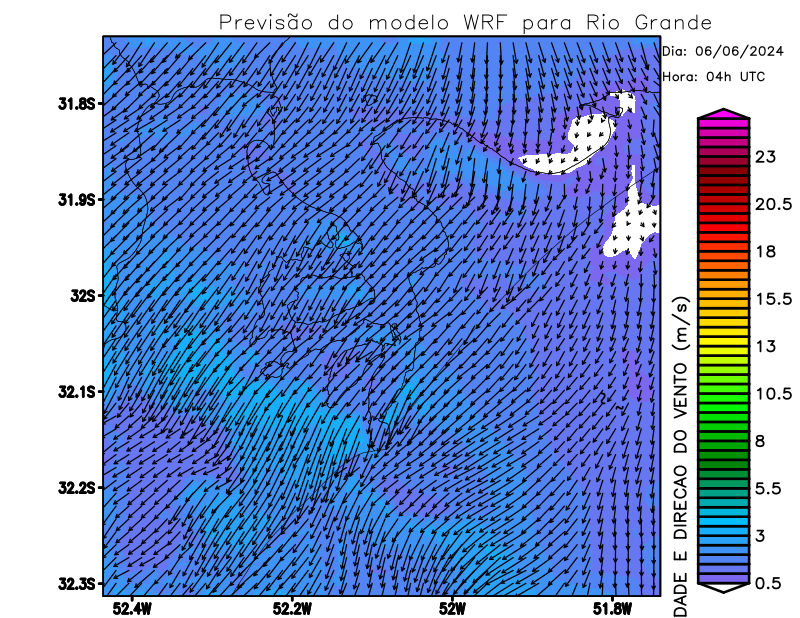 Previsão do modelo WRF para Rio Grande
Dia: 06/06/2024
Hora: 04h UTC
31.8S
31.9S
32S
32.1S
32.2S
32.3S
52.4W
52.2W
52W
51.8W
23
20.5
18
15.5
13
10.5
8
5.5
3
0.5
DADE E DIRECAO DO VENTO (m/s)